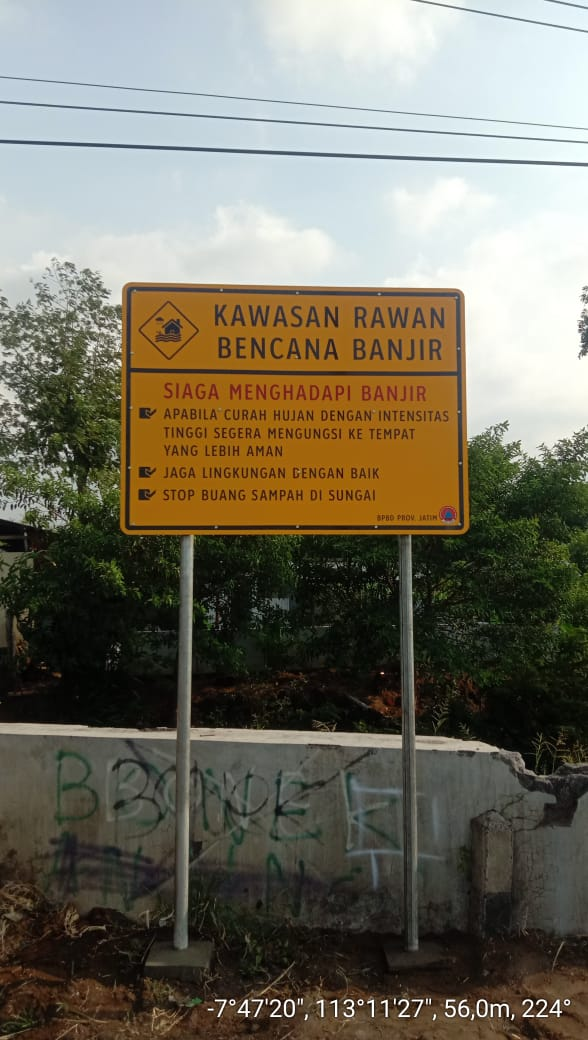 KAWASAN RAWAN
BENCANA BANJIR
SIAGA MENGHADAPI BANJIR
APABILA CURAH HUJAN DENGAN INTENSITAS
TINGGI SEGERA MENGUNGSI KE TEMPAT
YANG LEBIH AMAN
JAGA LINGKUNGAN DENGAN BAIK
STOP BUANG SAMPAH DI SUNGAI
BPBD PROV. JATIM
-7°47'20", 113°11'27", 56,0m, 224°